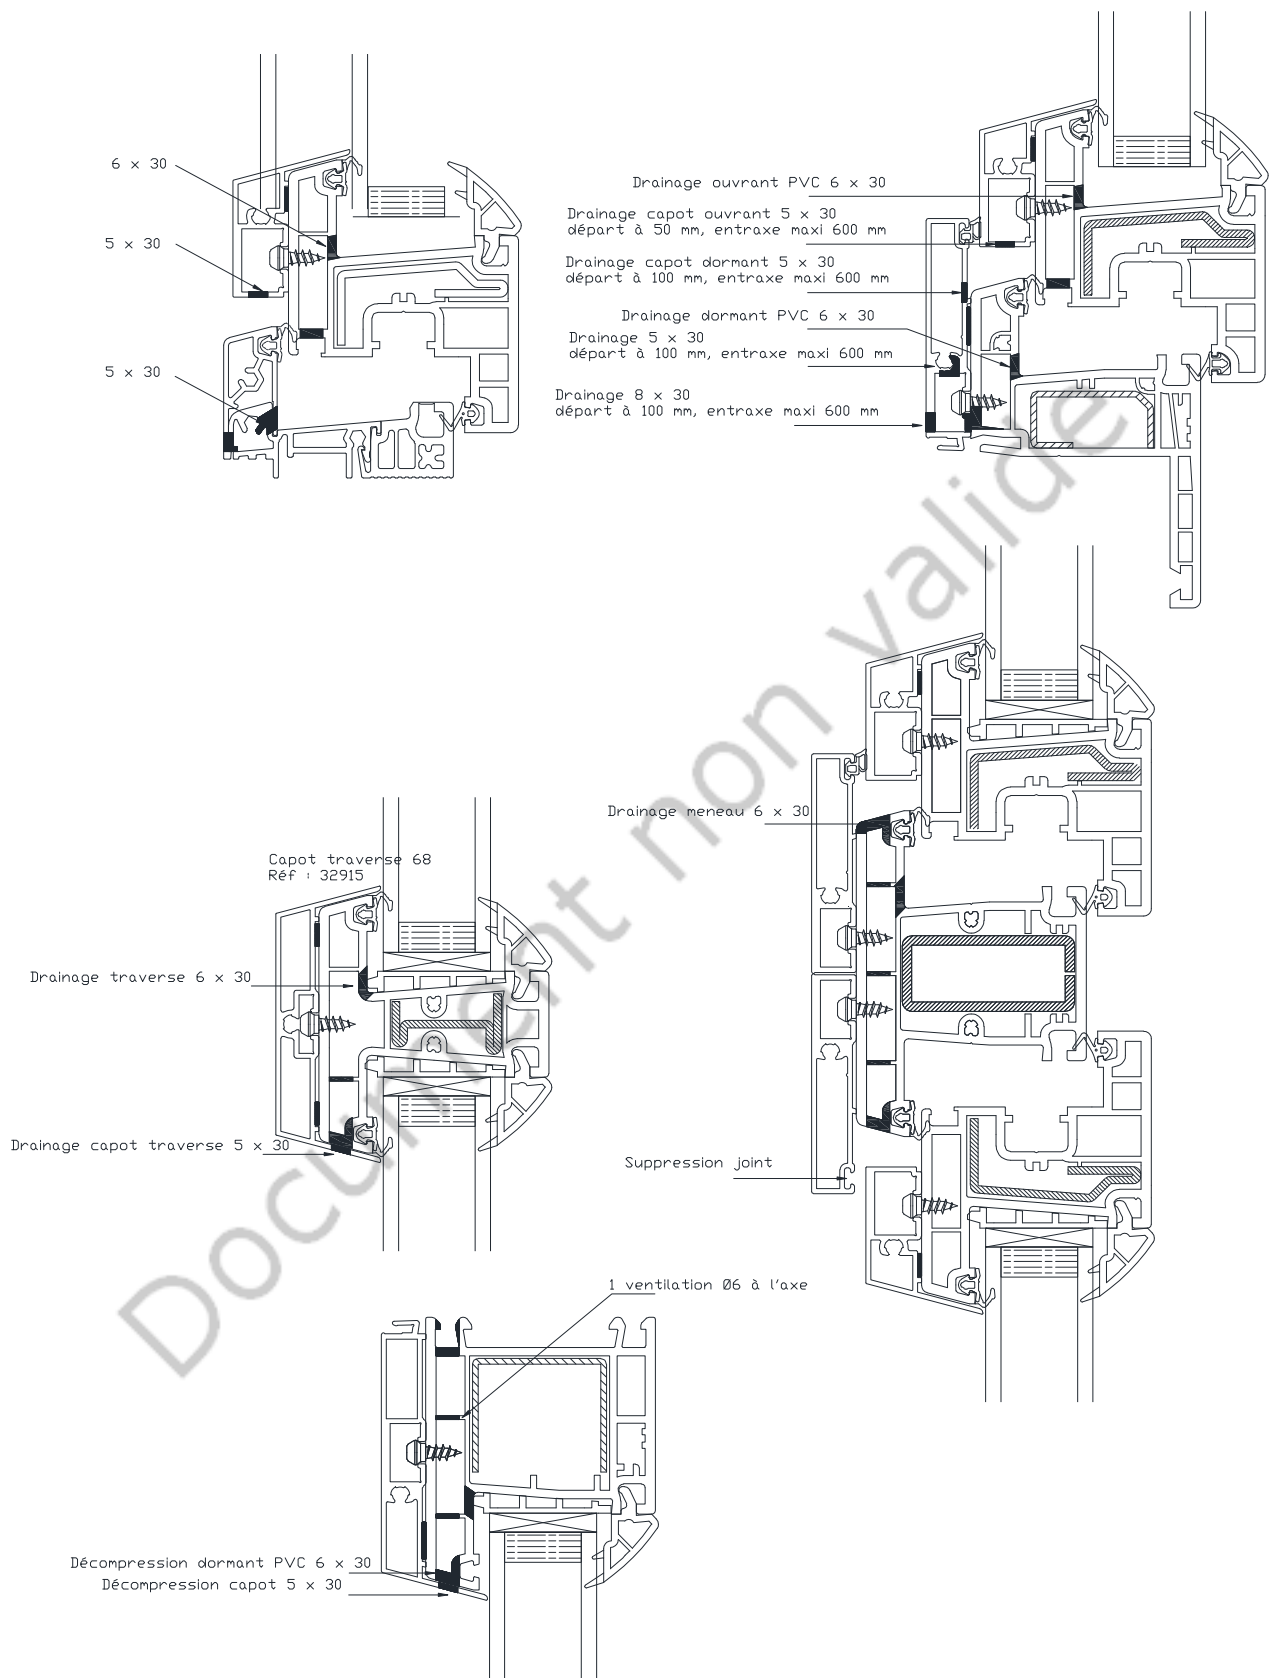 6 x 30
5 x 30
5 x 30
Drainage ouvrant PVC 6 x 30
Drainage capot ouvrant 5 x 30
départ à 50 mm, entraxe maxi 600 mm
Drainage capot dormant 5 x 30
départ à 100 mm, entraxe maxi 600 mm
Drainage dormant PVC 6 x 30
Drainage 5 x 30
départ à 100 mm, entraxe maxi 600 mm
Drainage 8 x 30
départ à 100 mm, entraxe maxi 600 mm
Drainage meneau 6 x 30
Suppression joint
Capot traverse 68
Réf : 32915
Drainage traverse 6 x 30
Drainage capot traverse 5 x 30
1 ventilation Ø6 à l'axe
Décompression dormant PVC 6 x 30
Décompression capot 5 x 30
Document non valide